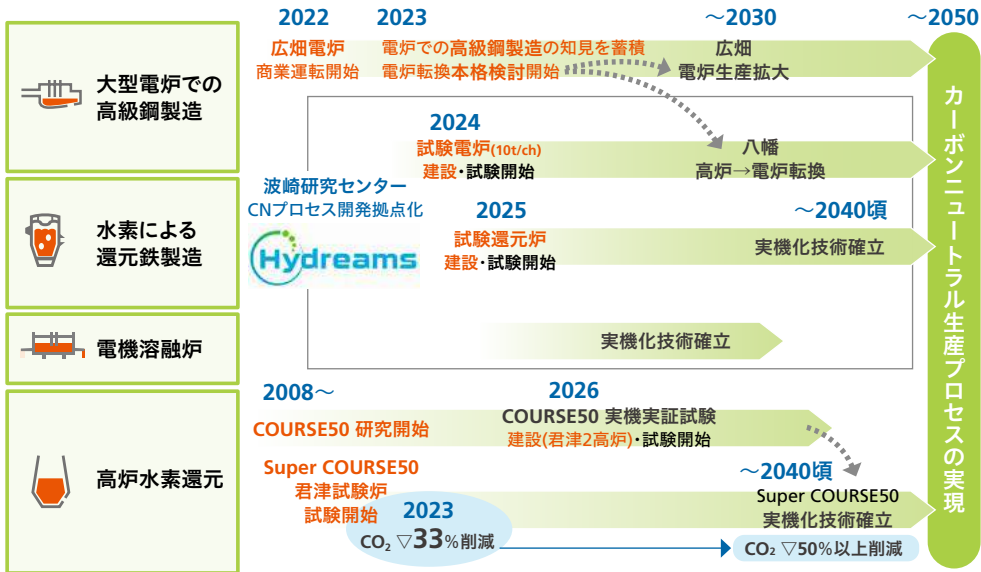 2022
2023
～2030
～2050
大型電炉での
高級鋼製造
広畑電炉
商業運転開始
電炉での高級鋼製造の知見を蓄積
電炉転換本格検討開始
広畑
電炉生産拡大
2024
試験電炉(10t/ch)
建設・試験開始
八幡
高炉→電炉転換
波崎研究センター
CNプロセス開発拠点化
Hydreams
水素による
還元鉄製造
2025
試験還元炉
建設・試験開始
～2040頃
実機化技術確立
電機溶融炉
実機化技術確立
高炉水素還元
2008～
COURSE50 研究開始
2026
COURSE50 実機実証試験
建設(君津2高炉)・試験開始
Super COURSE50
君津試験炉
試験開始
2023
CO₂ ▽33%削減
～2040頃
Super COURSE50
実機化技術確立
CO₂ ▽50%以上削減
カーボンニュートラル生産プロセスの実現